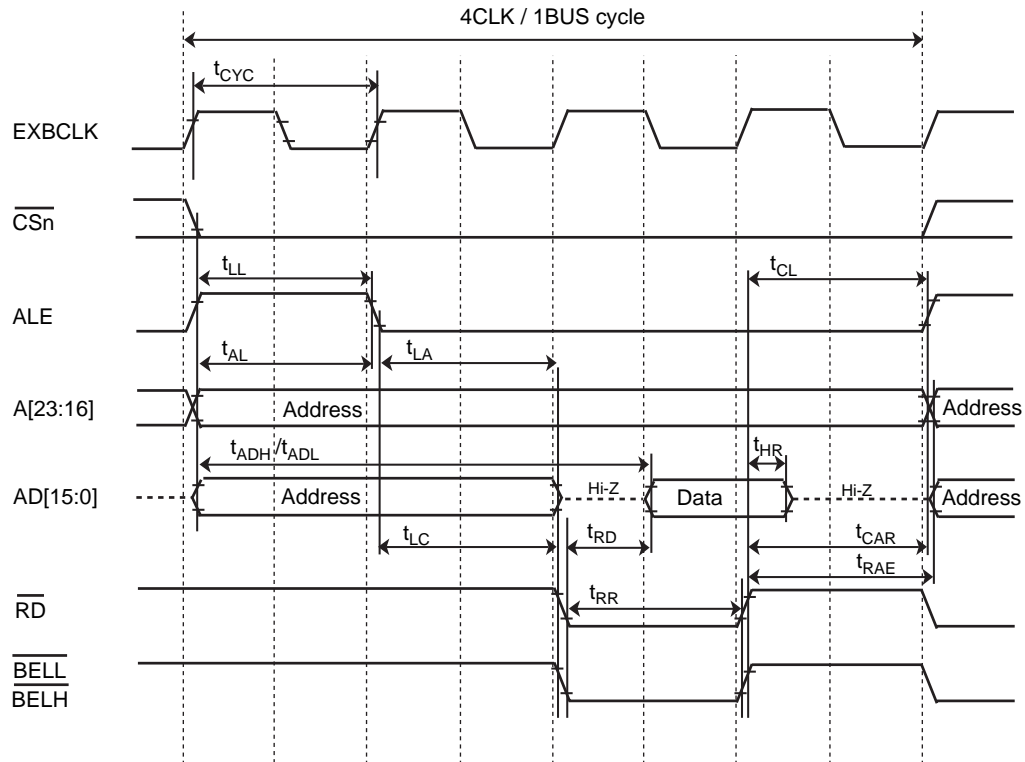 4CLK / 1BUS cycle
tCYC
EXBCLK
CSn
tLL
tCL
ALE
tAL
tLA
A[23:16]
Address
Address
tADH /tADL
tHR
AD[15:0]
Address
Hi-Z
Data
Hi-Z
Address
tLC
tRD
tCAR
tRAE
tRR
RD
BELL
BELH